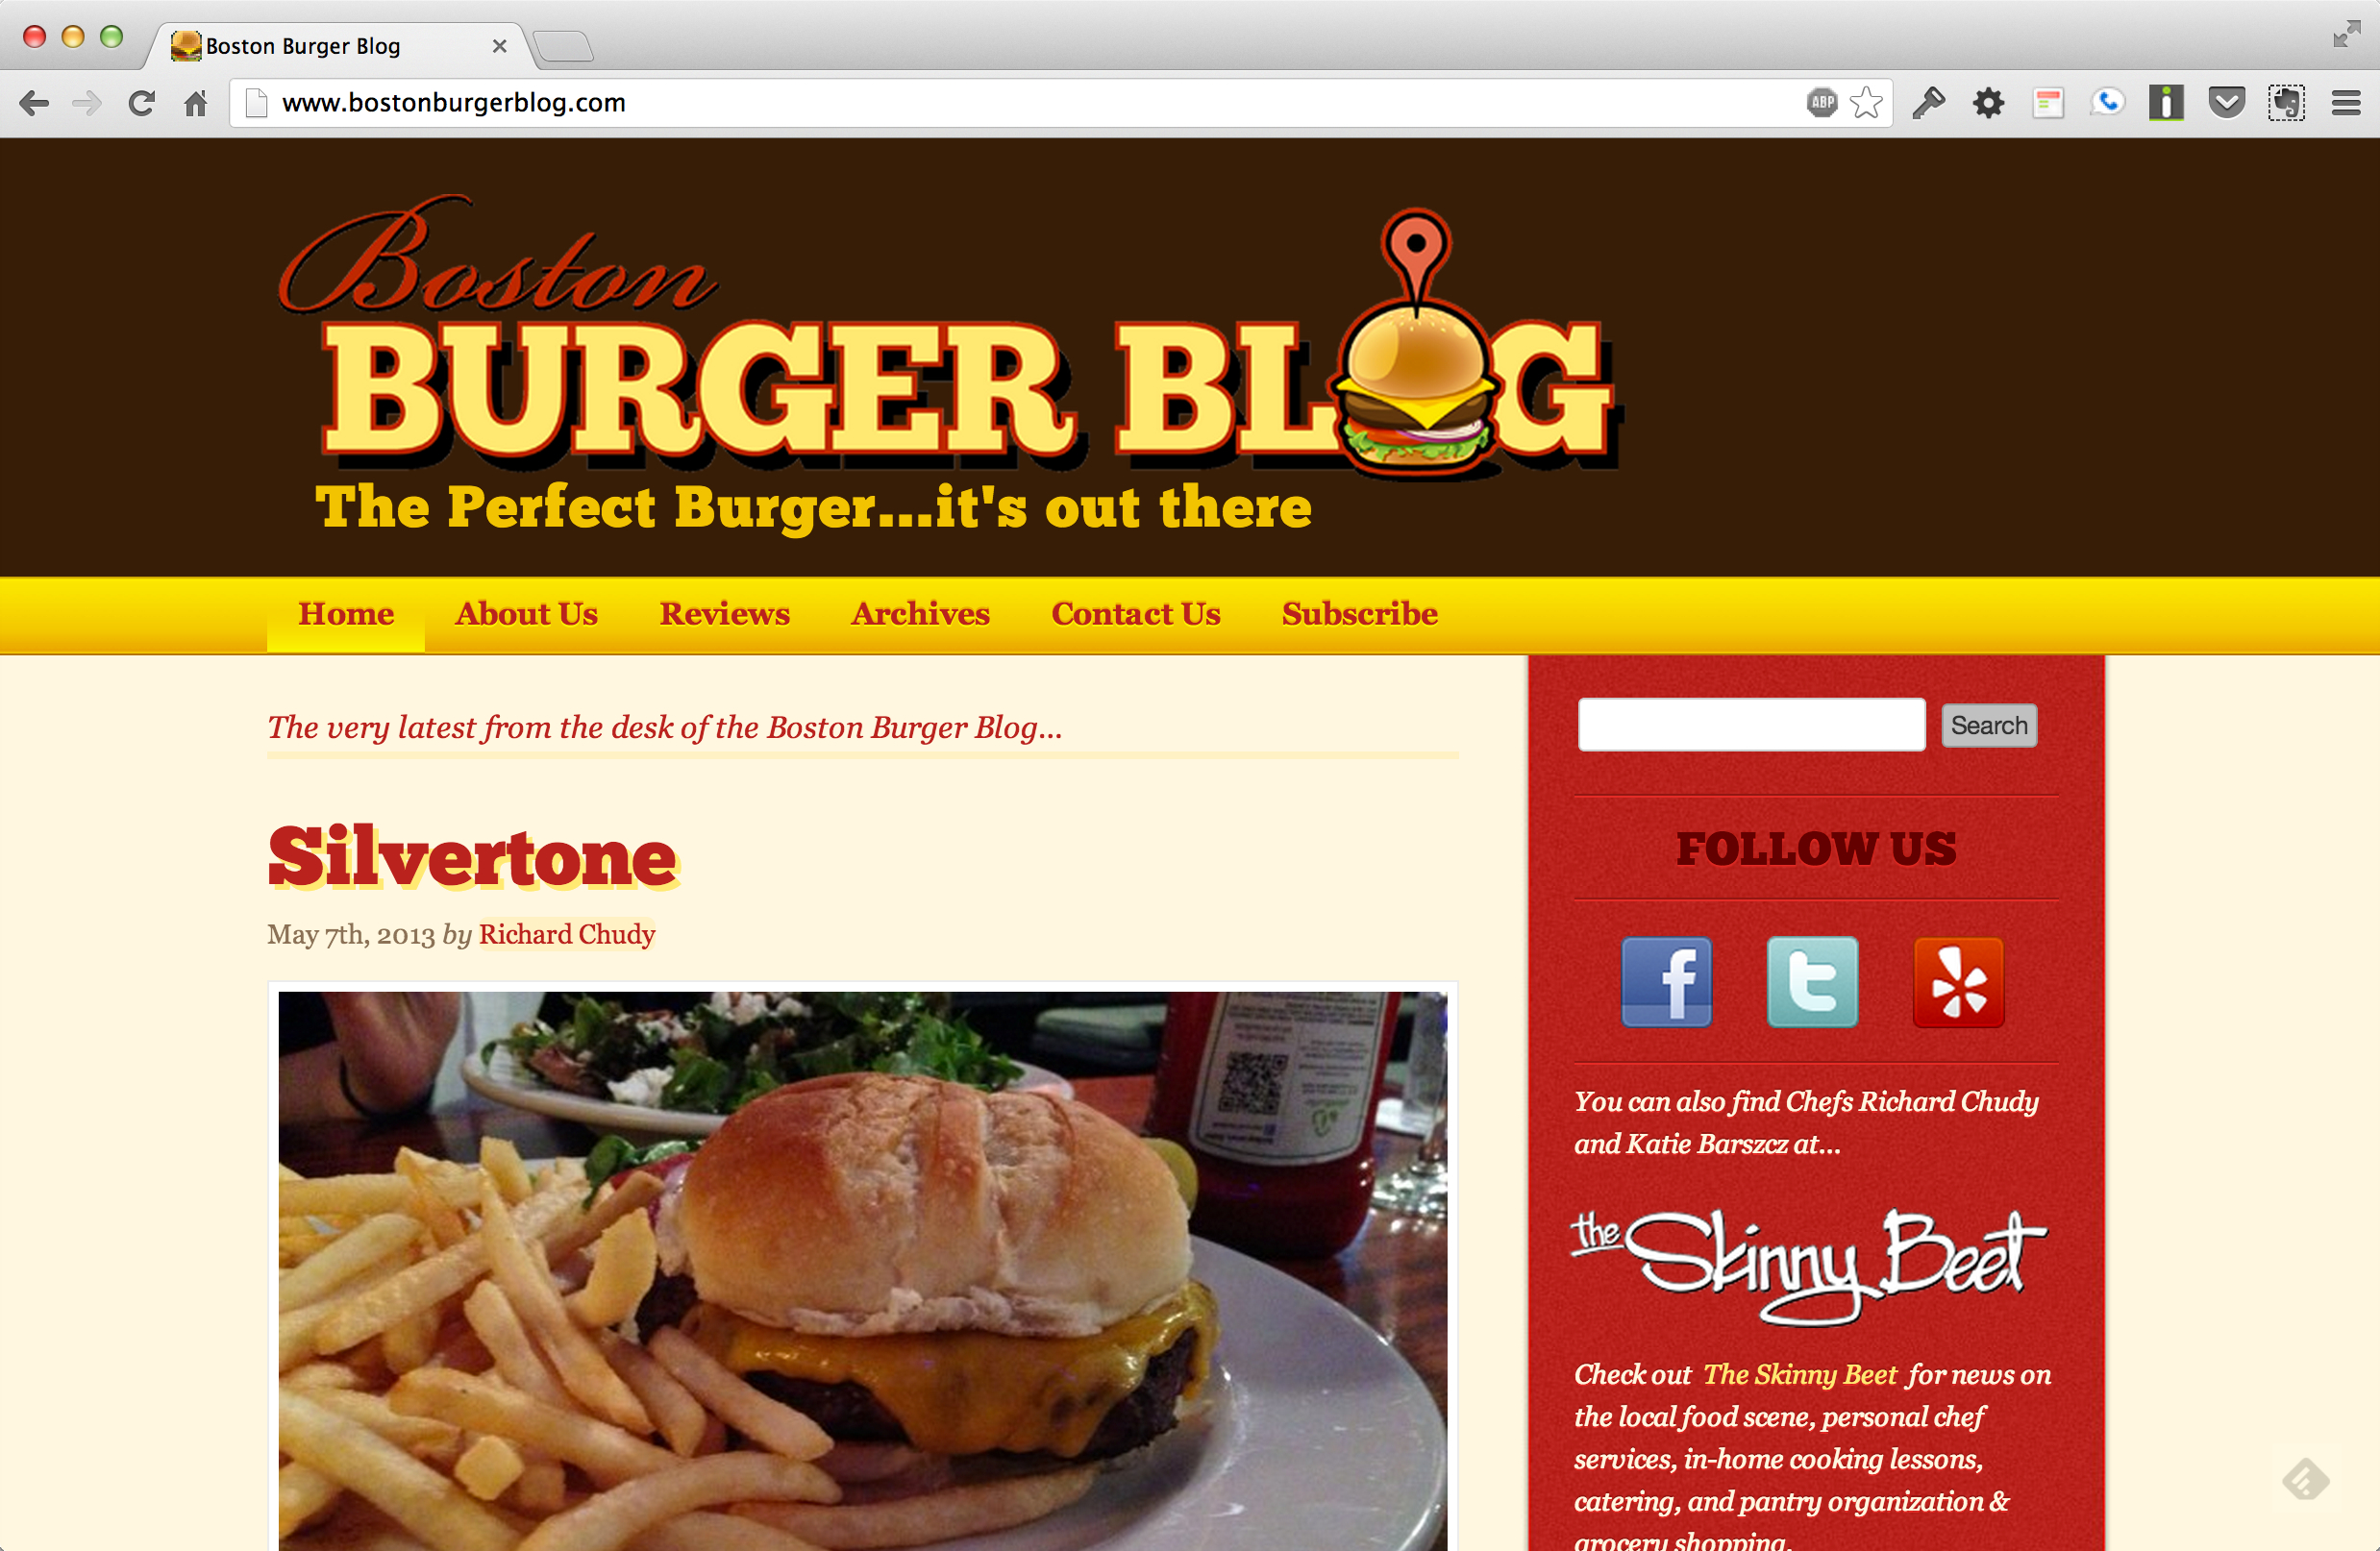 Boston Burger Blog
www.bostonburgerblog.com
ABP
Boston
BURGER BLOG
The Perfect Burger...it's out there
Home About Us Reviews Archives Contact Us Subscribe
The very latest from the desk of the Boston Burger Blog...
Search
Silvertone
FOLLOW US
May 7th, 2013 by Richard Chudy
You can also find Chefs Richard Chudy
and Katie Barszcz at...
the Skinny Beet
Check out The Skinny Beet for news on
the local food scene, personal chef
services, in-home cooking lessons,
catering, and pantry organization &
grocery shopping.